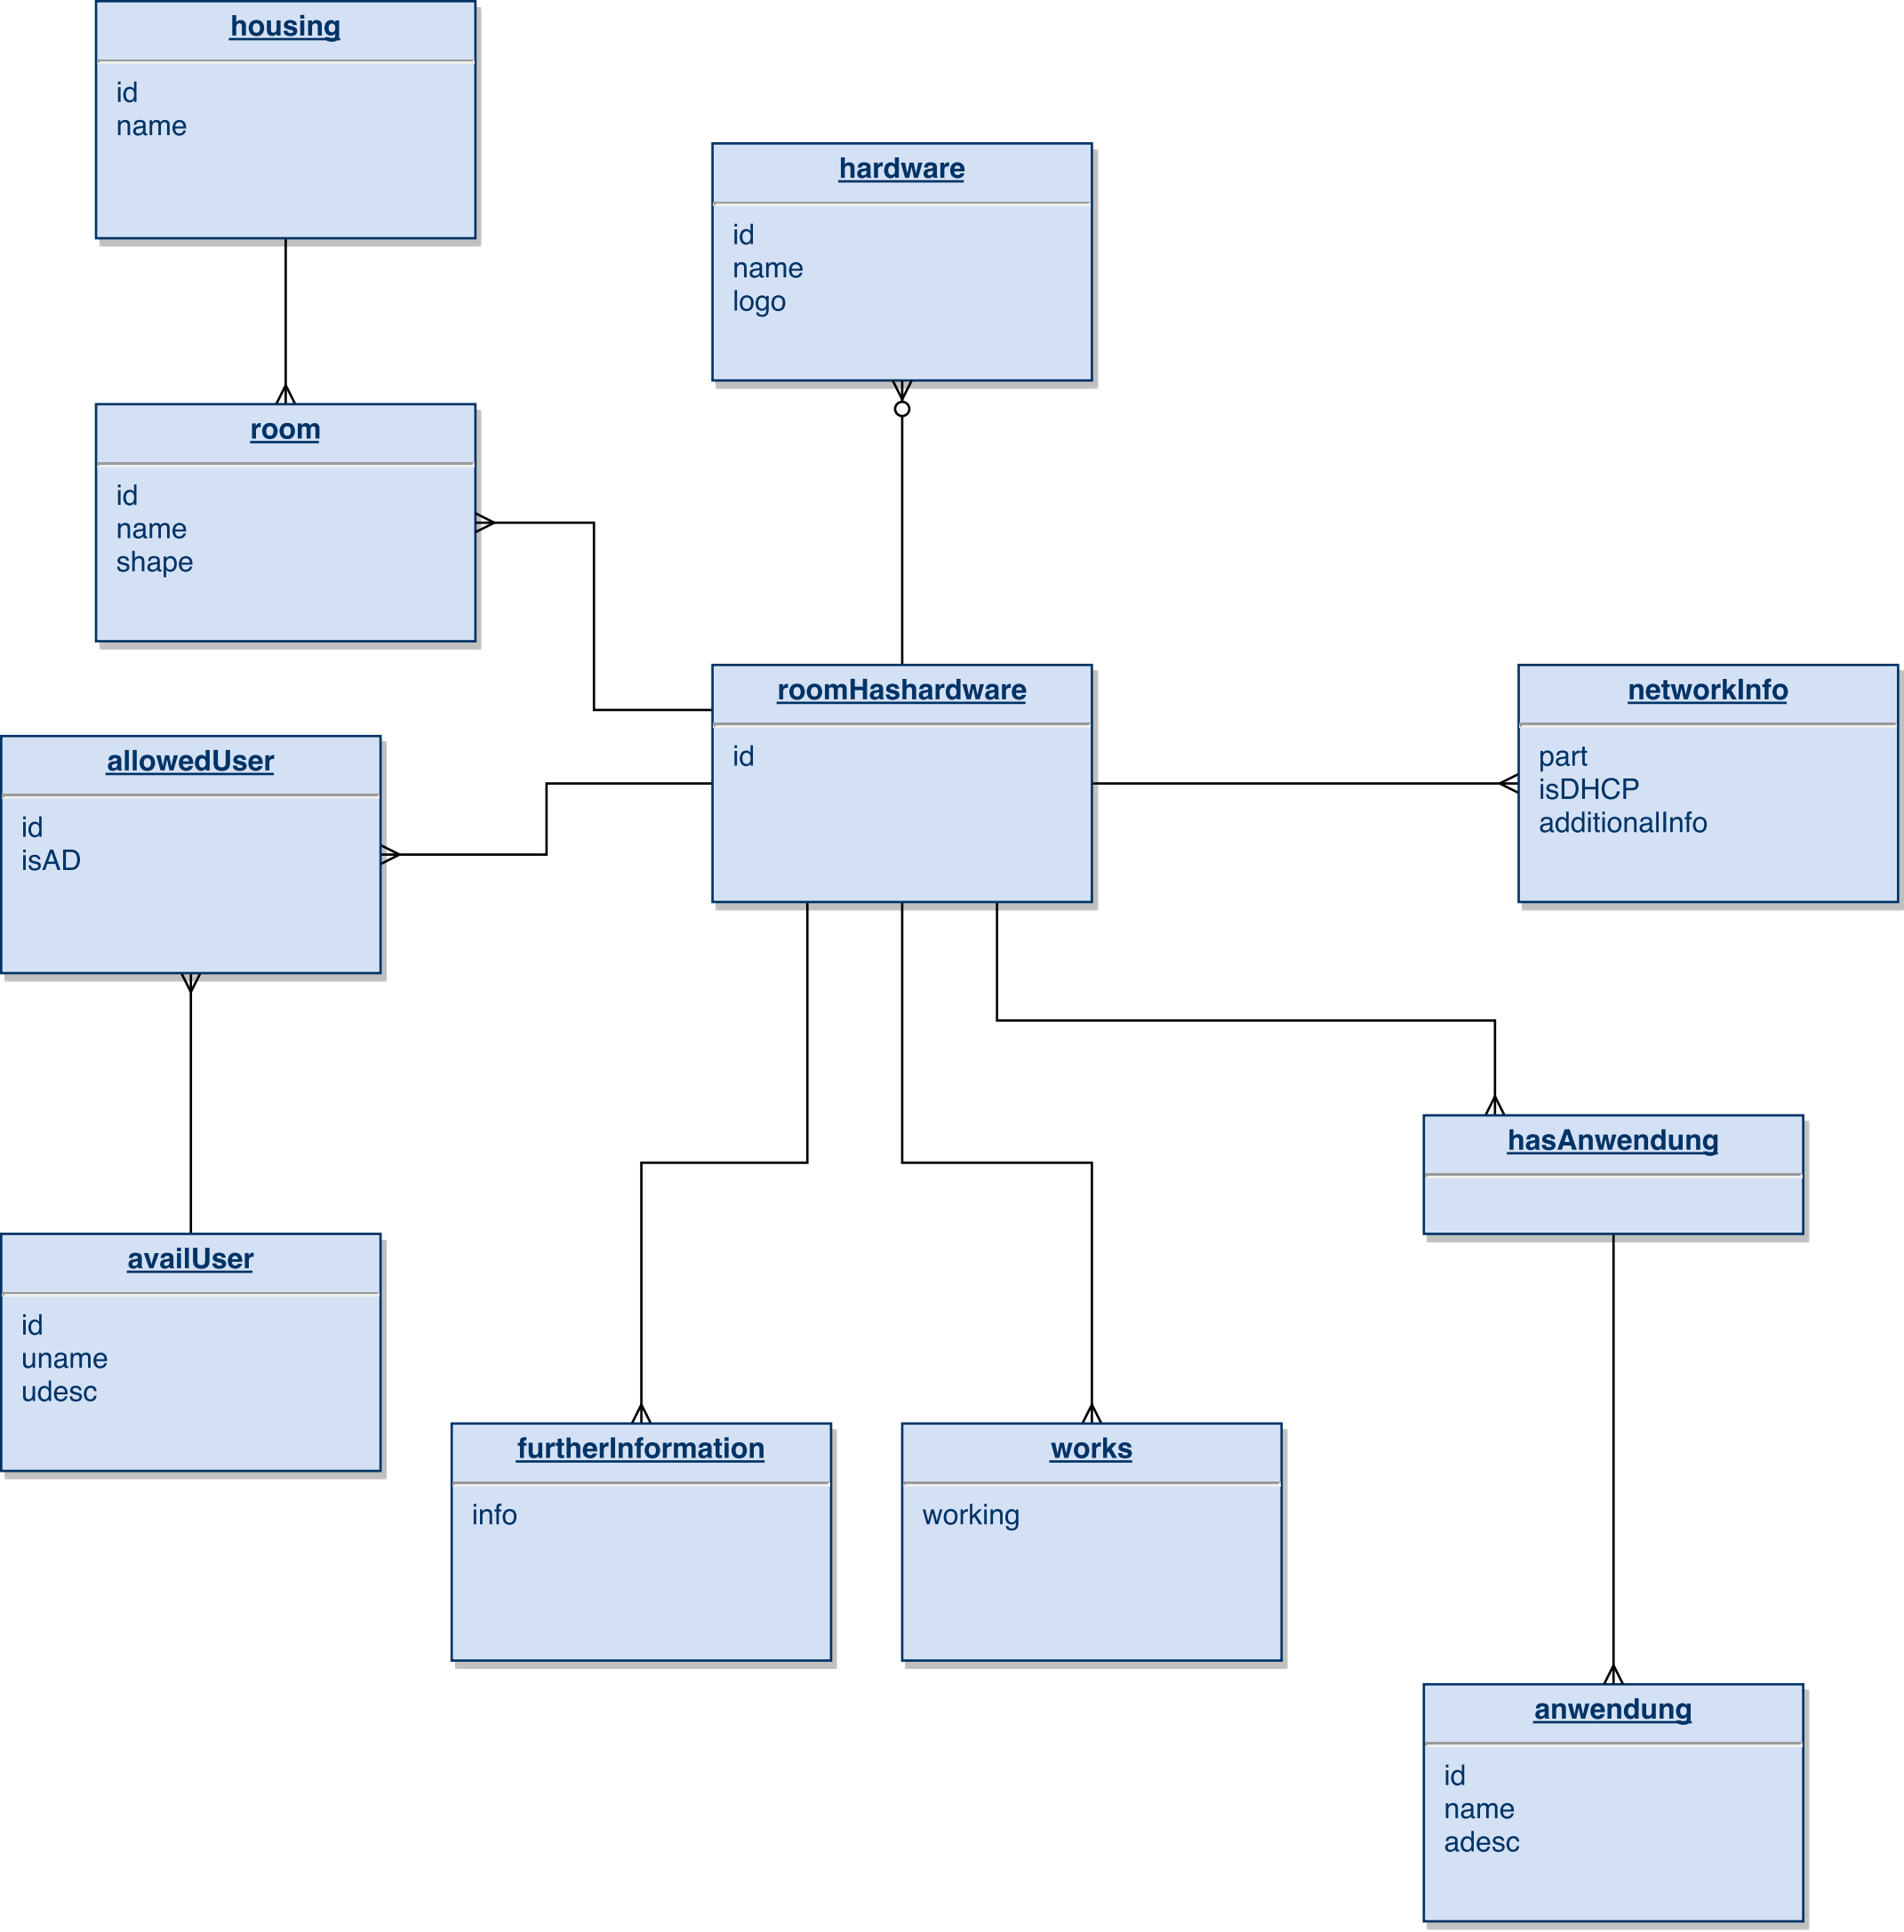 housing
id
name
hardware
id
name
logo
room
id
name
shape
roomHashardware
id
networkInfo
part
isDHCP
additionalInfo
allowedUser
id
isAD
hasAnwendung
availUser
id
uname
udesc
furtherInformation
info
works
working
anwendung
id
name
adesc